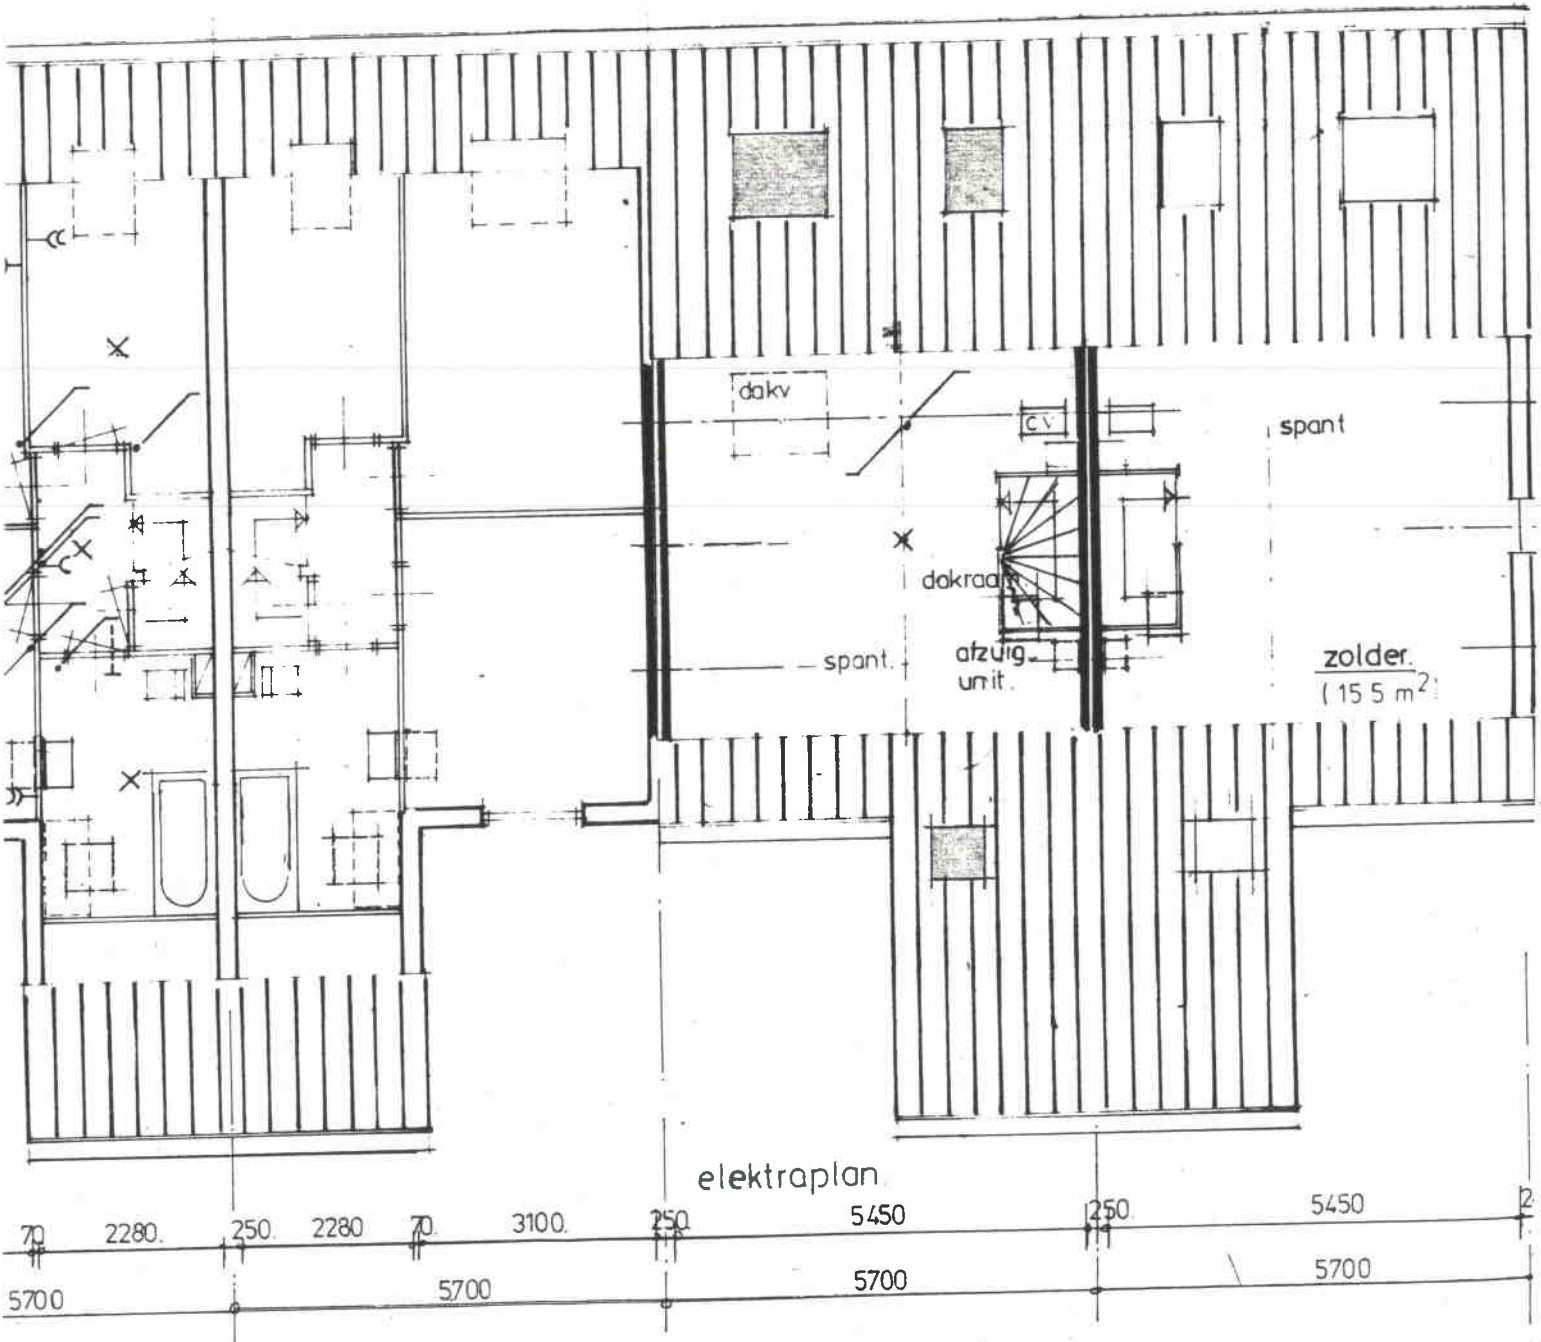 dakv
cv
spant
dakraam
spant.
afzuig
unit.
zolder.
(15 5 m²)
elektraplan
70 2280. 250. 2280 70. 3100. 250 5450 250. 5450
5700 5700 5700 5700